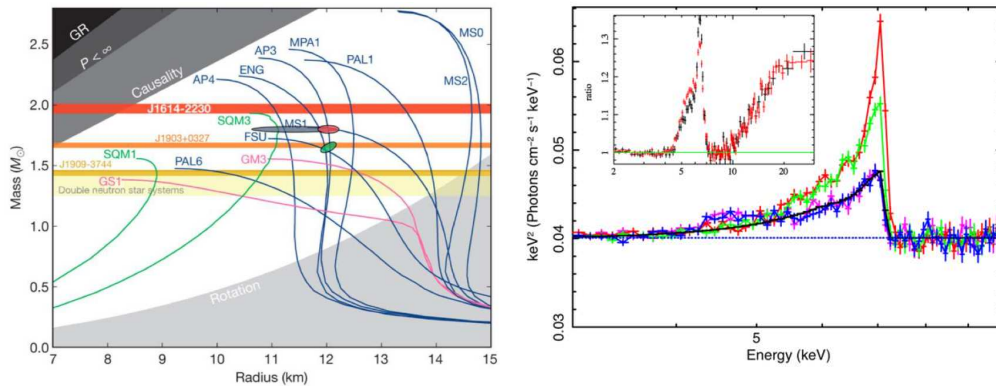 GR
P < ∞
Causality
MS0
MPA1
AP3
PAL1
ENG
AP4
MS2
J1614-2230
SQM3
MS1
FSU
J1903+0327
GM3
J1909-3744
SQM1
PAL6
Double neutron star systems
GS1
Rotation
Mass (M☉)
2.5
2.0
1.5
1.0
0.5
0.0
7 8 9 10 11 12 13 14 15
Radius (km)
keV² (Photons cm⁻² s⁻¹ keV⁻¹)
0.06
0.05
0.04
0.03
5
Energy (keV)
ratio
1.3
1.2
1.1
1
2 5 10 20